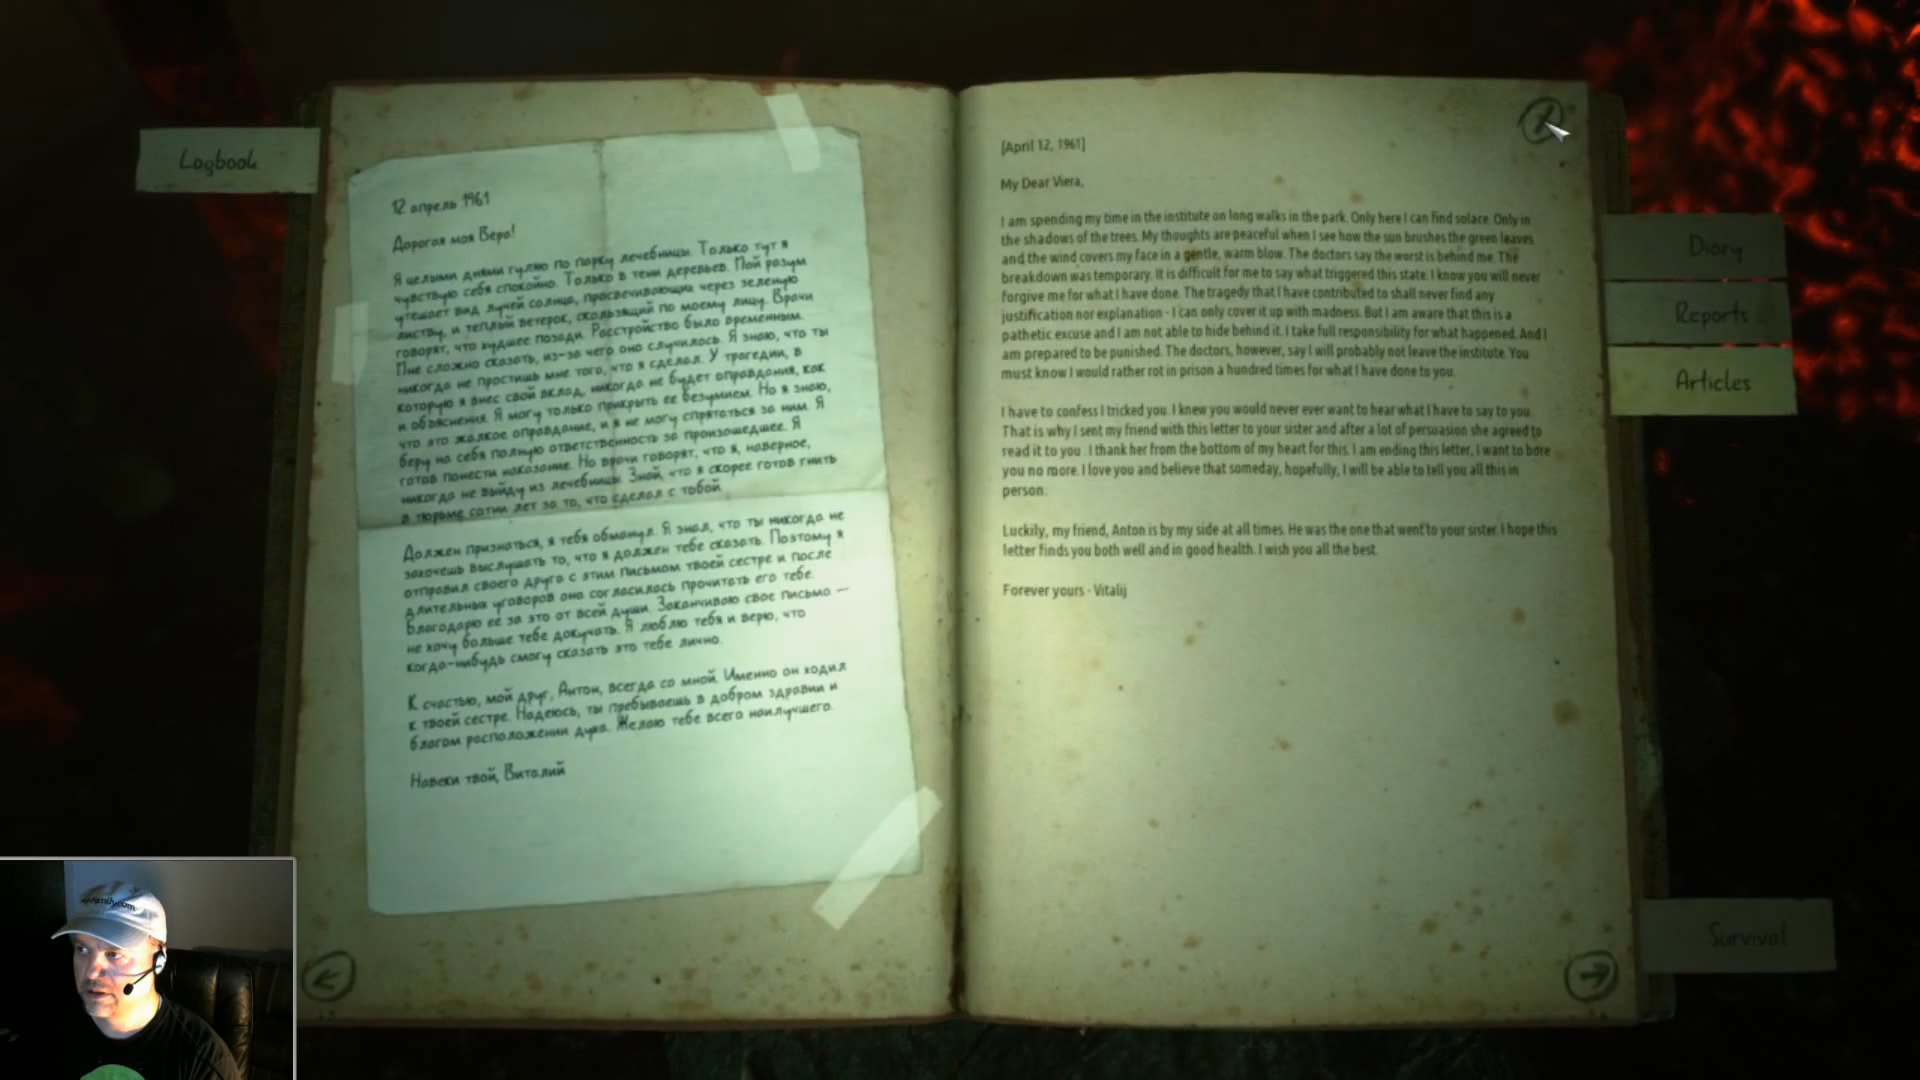 Logbook
12 апрель 1961
Дорогая моя Вера!
Я целыми днями гуляю по парку лечебницы. Только тут я
чувствую себя спокойно. Только в тени деревьев. Мой разум
утешает вид лучей солнца, просвечивающих через зеленую
листву, и теплый ветерок, скользящий по моему лицу. Врачи
говорят, что худшее позади. Расстройство было временным.
Мне сложно сказать, из-за чего оно случилось. Я знаю, что ты
никогда не простишь мне того, что я сделал. У трагедии, в
которую я внес свой вклад, никогда не будет оправдания, как
и объяснения. Я могу только прикрыть ее безумием. Но я знаю,
что это жалкое оправдание, и я не могу спрятаться за ним. Я
беру на себя полную ответственность за произошедшее. Я
готов понести наказание. Но врачи говорят, что я, наверное,
никогда не выйду из лечебницы. Знай, что я скорее готов гнить
в тюрьме сотни лет за то, что сделал с тобой.
Должен признаться, я тебя обманул. Я знал, что ты никогда не
захочешь выслушать то, что я должен тебе сказать. Поэтому я
отправил своего друга с этим письмом твоей сестре и после
длительных уговоров она согласилась прочитать его тебе.
Благодарю ее за это от всей души. Заканчиваю свое письмо —
не хочу больше тебе докучать. Я люблю тебя и верю, что
когда-нибудь смогу сказать это тебе лично.
К счастью, мой друг, Антон, всегда со мной. Именно он ходил
к твоей сестре. Надеюсь, ты пребываешь в добром здравии и
благом расположении духа. Желаю тебе всего наилучшего.
Навеки твой, Виталий
[April 12, 1961]
My Dear Viera,
I am spending my time in the institute on long walks in the park. Only here I can find solace. Only in
the shadows of the trees. My thoughts are peaceful when I see how the sun brushes the green leaves
and the wind covers my face in a gentle, warm blow. The doctors say the worst is behind me. The
breakdown was temporary. It is difficult for me to say what triggered this state. I know you will never
forgive me for what I have done. The tragedy that I have contributed to shall never find any
justification nor explanation - I can only cover it up with madness. But I am aware that this is a
pathetic excuse and I am not able to hide behind it. I take full responsibility for what happened. And I
am prepared to be punished. The doctors, however, say I will probably not leave the institute. You
must know I would rather rot in prison a hundred times for what I have done to you.
I have to confess I tricked you. I knew you would never ever want to hear what I have to say to you.
That is why I sent my friend with this letter to your sister and after a lot of persuasion she agreed to
read it to you . I thank her from the bottom of my heart for this. I am ending this letter, I want to bore
you no more. I love you and believe that someday, hopefully, I will be able to tell you all this in
person.
Luckily, my friend, Anton is by my side at all times. He was the one that went to your sister. I hope this
letter finds you both well and in good health. I wish you all the best.
Forever yours - Vitalij
Diary
Reports
Articles
Survival